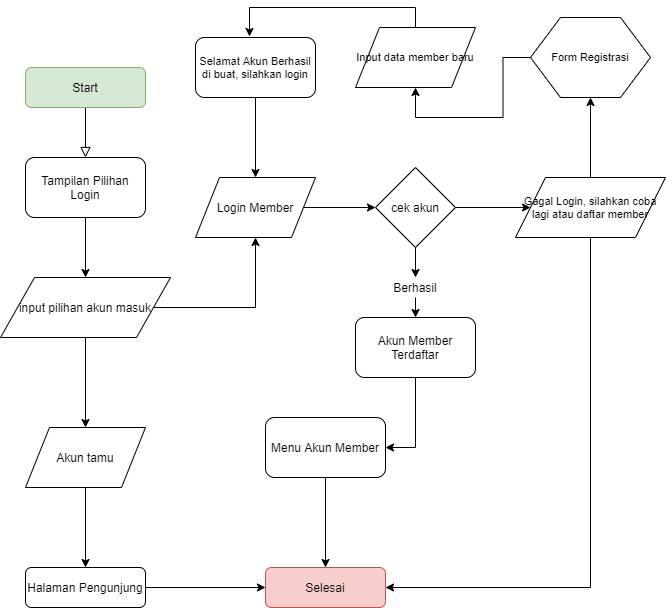 Selamat Akun Berhasil
di buat, silahkan login
Input data member baru
Form Registrasi
Start
Tampilan Pilihan
Login
Login Member
cek akun
Gagal Login, silahkan coba
lagi atau daftar member
Berhasil
input pilihan akun masuk
Akun Member
Terdaftar
Akun tamu
Menu Akun Member
Halaman Pengunjung
Selesai